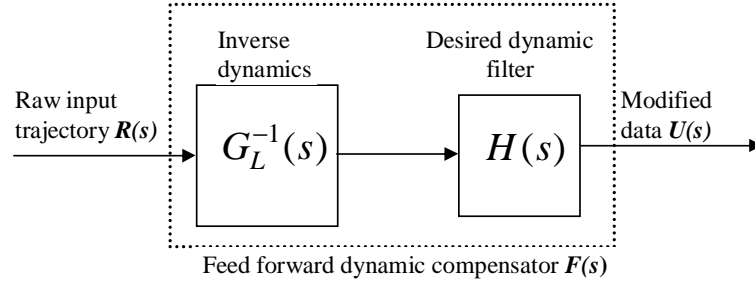 Inverse
dynamics
Desired dynamic
filter
Raw input
trajectory R(s)
G_L^{-1}(s)
H(s)
Modified
data U(s)
Feed forward dynamic compensator F(s)